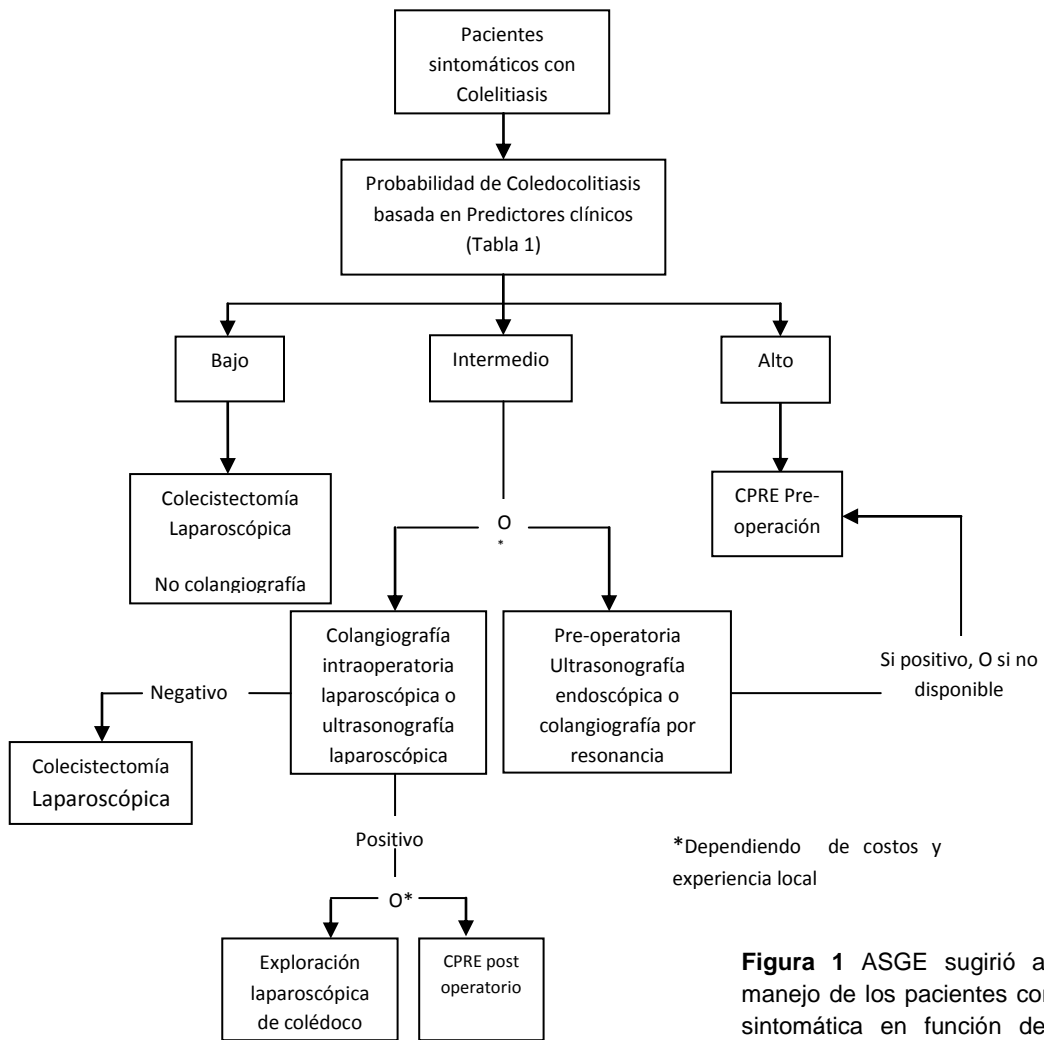 Pacientes
sintomáticos con
Colelitiasis
Probabilidad de Coledocolitiasis
basada en Predictores clínicos
(Tabla 1)
Bajo
Intermedio
Alto
Colecistectomía
Laparoscópica
No colangiografía
CPRE Pre-
operación
O
*
Colangiografía
intraoperatoria
laparoscópica o
ultrasonografía
laparoscópica
Pre-operatoria
Ultrasonografía
endoscópica o
colangiografía por
resonancia
Si positivo, O si no
disponible
Negativo
Colecistectomía
Laparoscópica
Positivo
*Dependiendo de costos y
experiencia local
O*
Exploración
laparoscópica
de colédoco
CPRE post
operatorio
Figura 1 ASGE sugirió a
manejo de los pacientes con
sintomática en función de